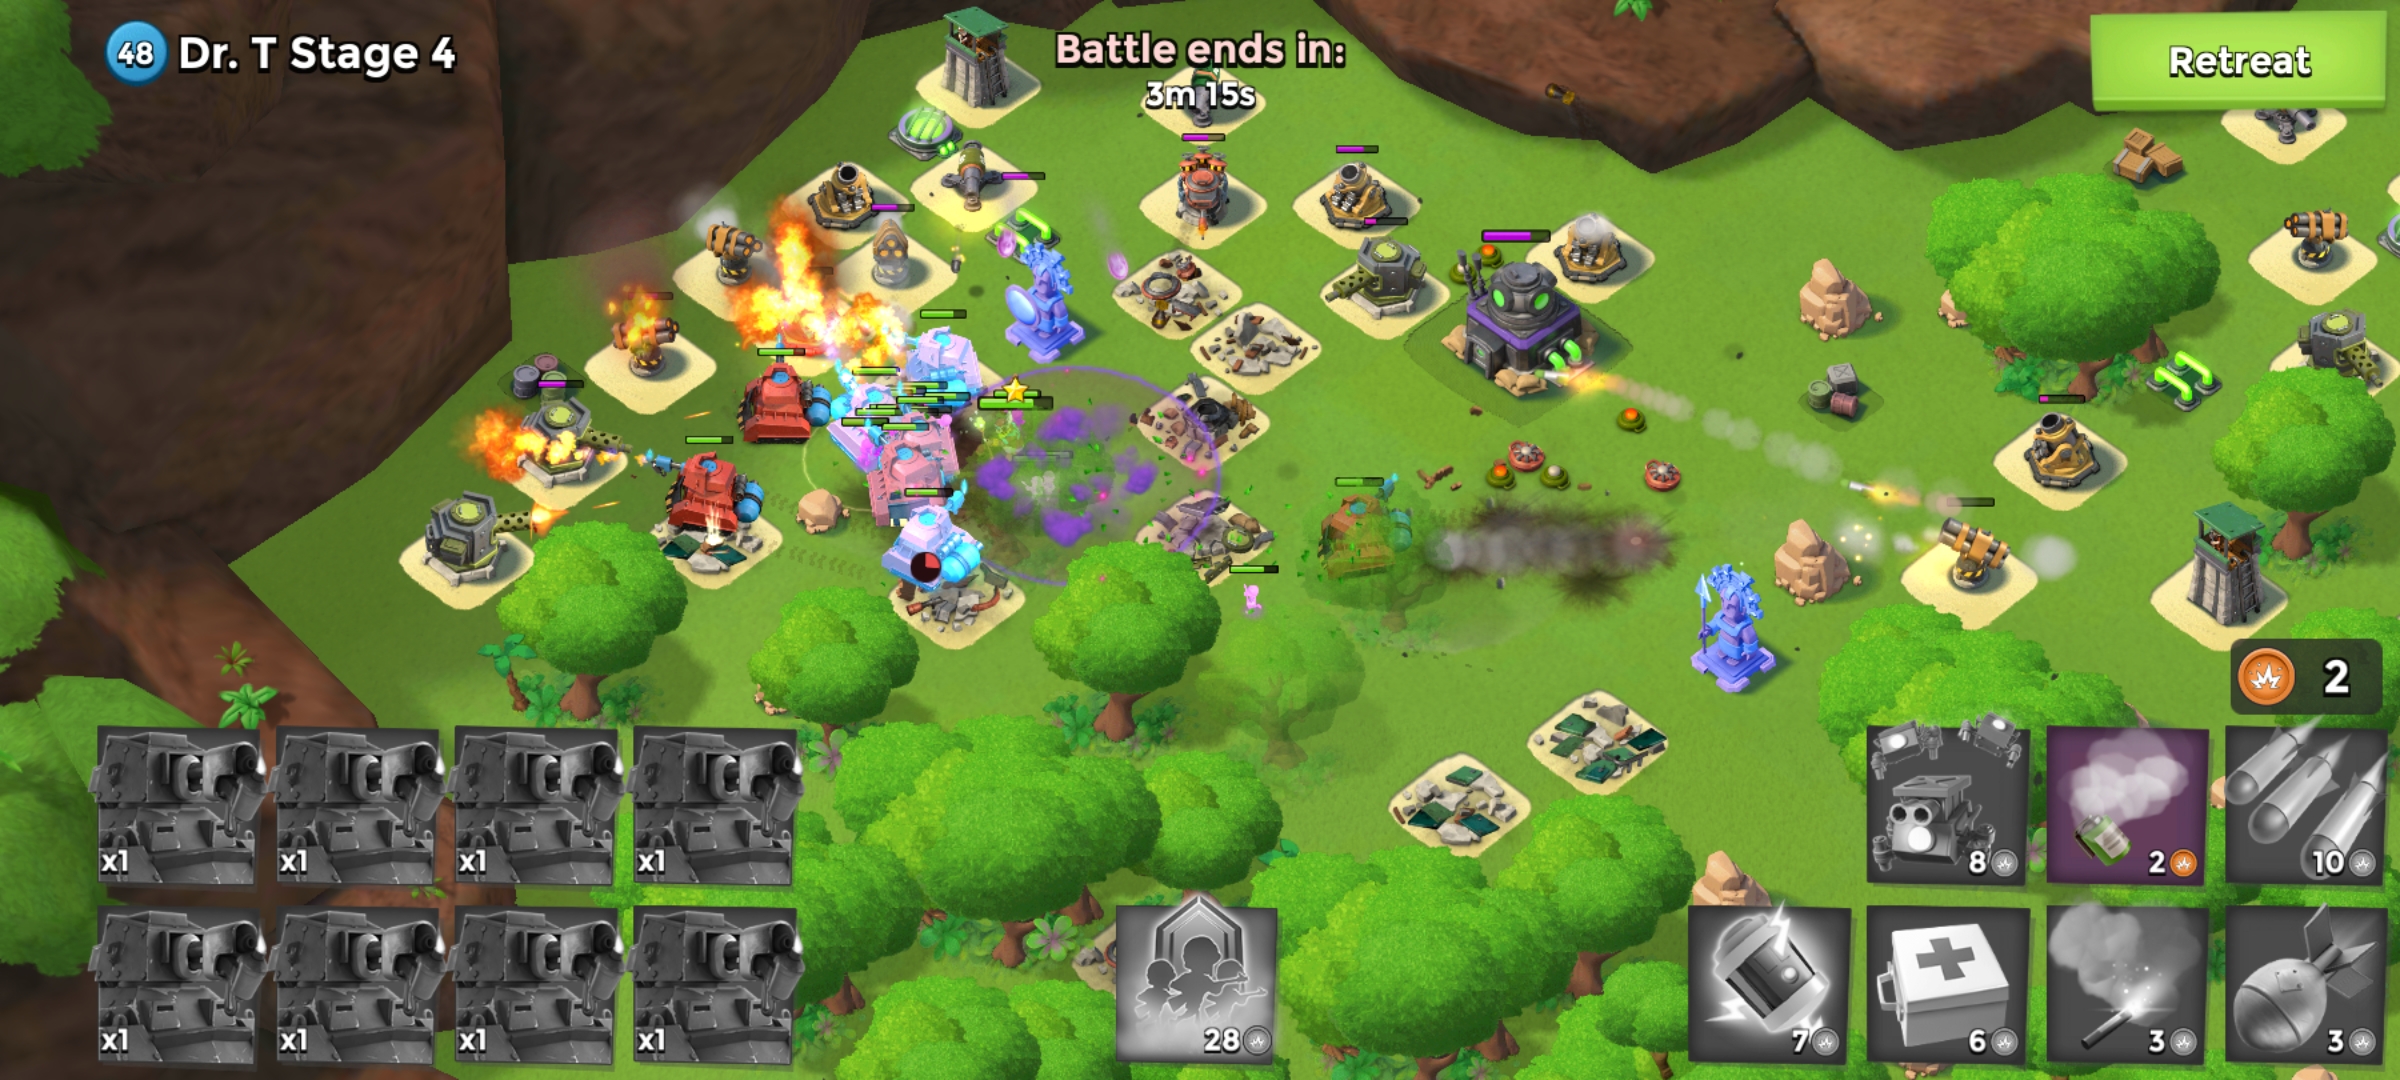 48 Dr. T Stage 4
Battle ends in:
3m 15s
Retreat
2
x1 x1 x1 x1
8 2 10
x1 x1 x1 x1
28 7 6 3 3